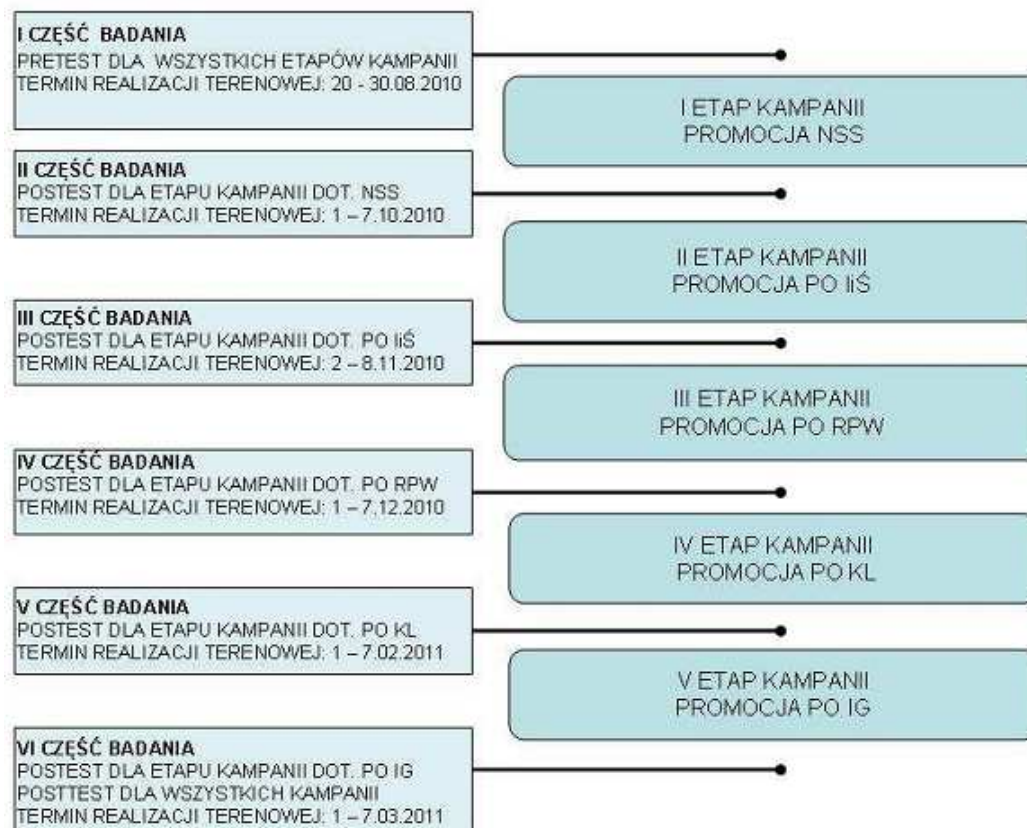 I CZĘŚĆ BADANIA
PRETEST DLA WSZYSTKICH ETAPÓW KAMPANII
TERMIN REALIZACJI TERENOWEJ: 20 - 30.08.2010
I ETAP KAMPANII
PROMOCJA NSS
II CZĘŚĆ BADANIA
POSTEST DLA ETAPU KAMPANII DOT. NSS
TERMIN REALIZACJI TERENOWEJ: 1 – 7.10.2010
II ETAP KAMPANII
PROMOCJA PO IiŚ
III CZĘŚĆ BADANIA
POSTEST DLA ETAPU KAMPANII DOT. PO IiŚ
TERMIN REALIZACJI TERENOWEJ: 2 – 8.11.2010
III ETAP KAMPANII
PROMOCJA PO RPW
IV CZĘŚĆ BADANIA
POSTEST DLA ETAPU KAMPANII DOT. PO RPW
TERMIN REALIZACJI TERENOWEJ: 1 – 7.12.2010
IV ETAP KAMPANII
PROMOCJA PO KL
V CZĘŚĆ BADANIA
POSTEST DLA ETAPU KAMPANII DOT. PO KL
TERMIN REALIZACJI TERENOWEJ: 1 – 7.02.2011
V ETAP KAMPANII
PROMOCJA PO IG
VI CZĘŚĆ BADANIA
POSTEST DLA ETAPU KAMPANII DOT. PO IG
POSTTEST DLA WSZYSTKICH KAMPANII
TERMIN REALIZACJI TERENOWEJ: 1 – 7.03.2011